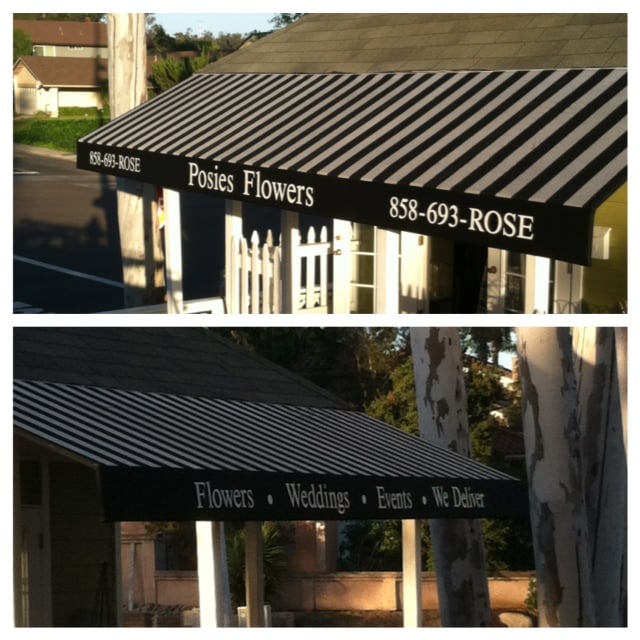 858-693-ROSE
Posies Flowers
858-693-ROSE
Flowers • Weddings • Events • We Deliver